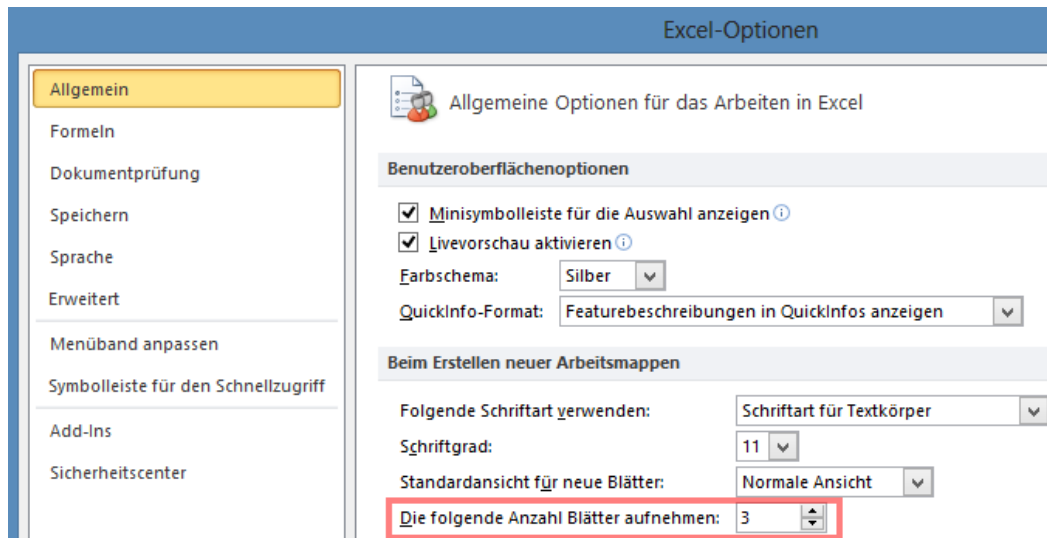 Excel-Optionen
Allgemein
Formeln
Dokumentprüfung
Speichern
Sprache
Erweitert
Menüband anpassen
Symbolleiste für den Schnellzugriff
Add-Ins
Sicherheitscenter
Allgemeine Optionen für das Arbeiten in Excel
Benutzeroberflächenoptionen
Minisymbolleiste für die Auswahl anzeigen
Livevorschau aktivieren
Farbschema: Silber
QuickInfo-Format: Featurebeschreibungen in QuickInfos anzeigen
Beim Erstellen neuer Arbeitsmappen
Folgende Schriftart verwenden: Schriftart für Textkörper
Schriftgrad: 11
Standardansicht für neue Blätter: Normale Ansicht
Die folgende Anzahl Blätter aufnehmen: 3